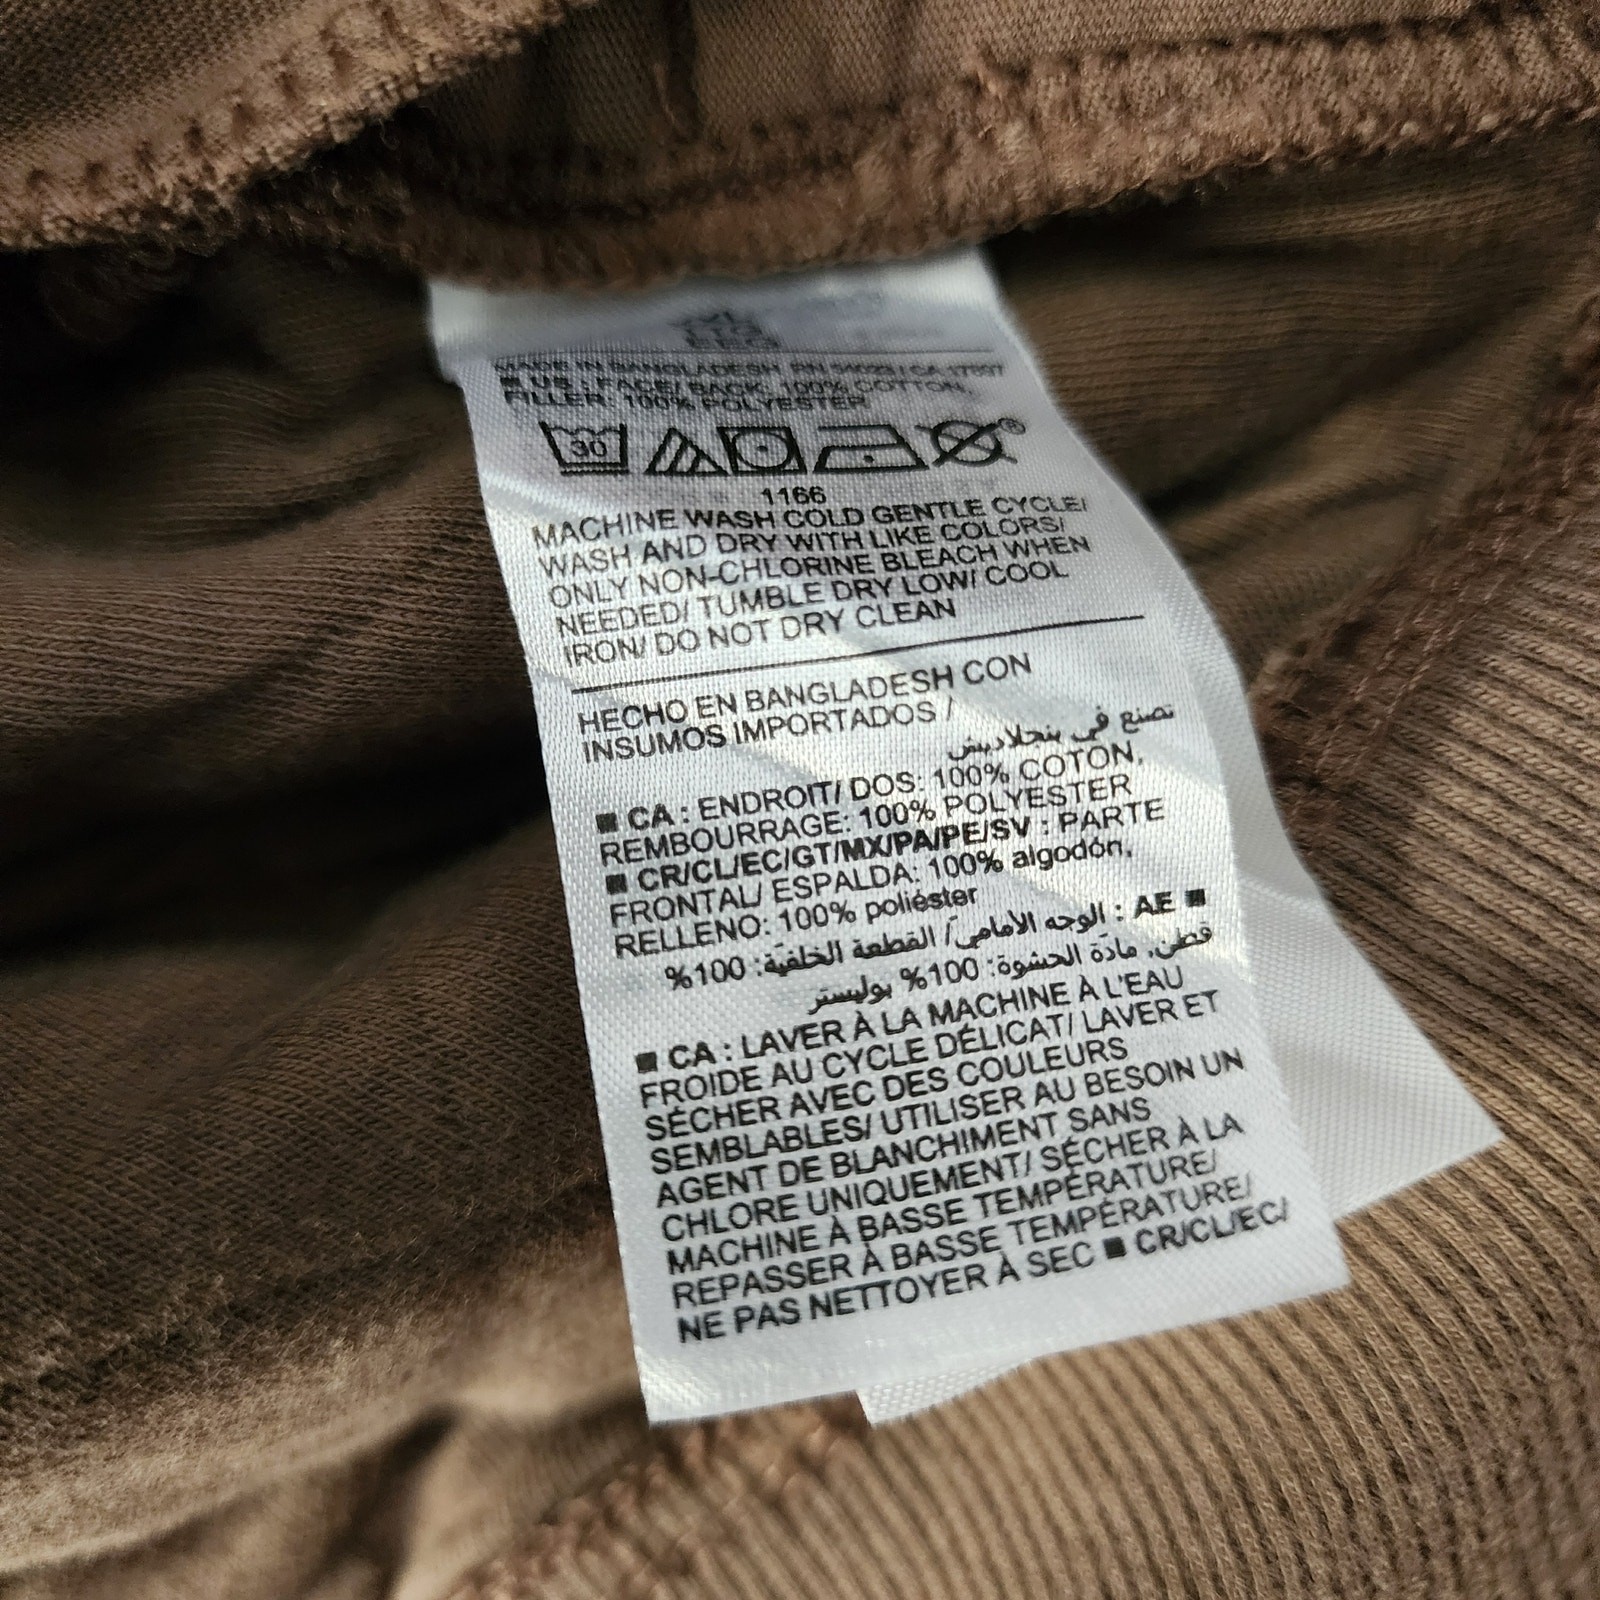 MADE IN BANGLADESH RN 54023 / CA 17897
■ US : FACE/ BACK: 100% COTTON,
FILLER: 100% POLYESTER
30
1166
MACHINE WASH COLD GENTLE CYCLE/
WASH AND DRY WITH LIKE COLORS/
ONLY NON-CHLORINE BLEACH WHEN
NEEDED/ TUMBLE DRY LOW/ COOL
IRON/ DO NOT DRY CLEAN
HECHO EN BANGLADESH CON
INSUMOS IMPORTADOS /
تصنع في بنجلاديش
■ CA : ENDROIT/ DOS: 100% COTON,
REMBOURRAGE: 100% POLYESTER
■ CR/CL/EC/GT/MX/PA/PE/SV : PARTE
FRONTAL/ ESPALDA: 100% algodón,
RELLENO: 100% poliéster
■ AE : الوجه الأمامي/ القطعة الخلفية: 100%
قطن، مادّة الحشوة: 100% بوليستر
■ CA : LAVER À LA MACHINE À L'EAU
FROIDE AU CYCLE DÉLICAT/ LAVER ET
SÉCHER AVEC DES COULEURS
SEMBLABLES/ UTILISER AU BESOIN UN
AGENT DE BLANCHIMENT SANS
CHLORE UNIQUEMENT/ SÉCHER À LA
MACHINE À BASSE TEMPÉRATURE/
REPASSER À BASSE TEMPÉRATURE/
NE PAS NETTOYER À SEC ■ CR/CL/EC/